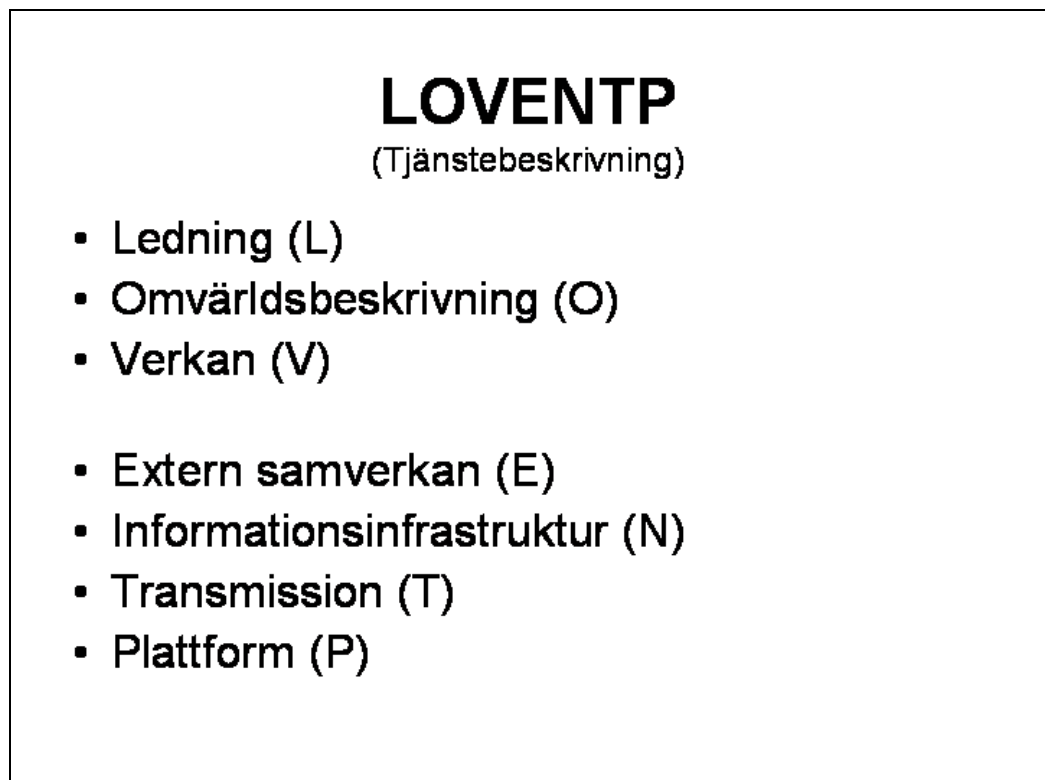 LOVENTP
(Tjänstebeskrivning)
• Ledning (L)
• Omvärldsbeskrivning (O)
• Verkan (V)
• Extern samverkan (E)
• Informationsinfrastruktur (N)
• Transmission (T)
• Plattform (P)